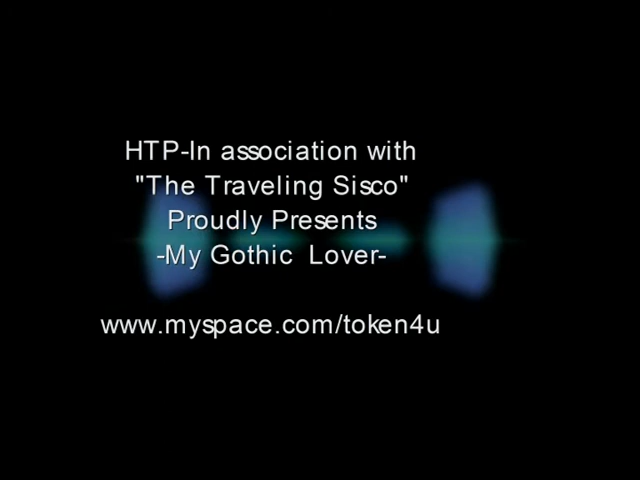 HTP-In association with
"The Traveling Sisco"
Proudly Presents
-My Gothic  Lover-
www.myspace.com/token4u